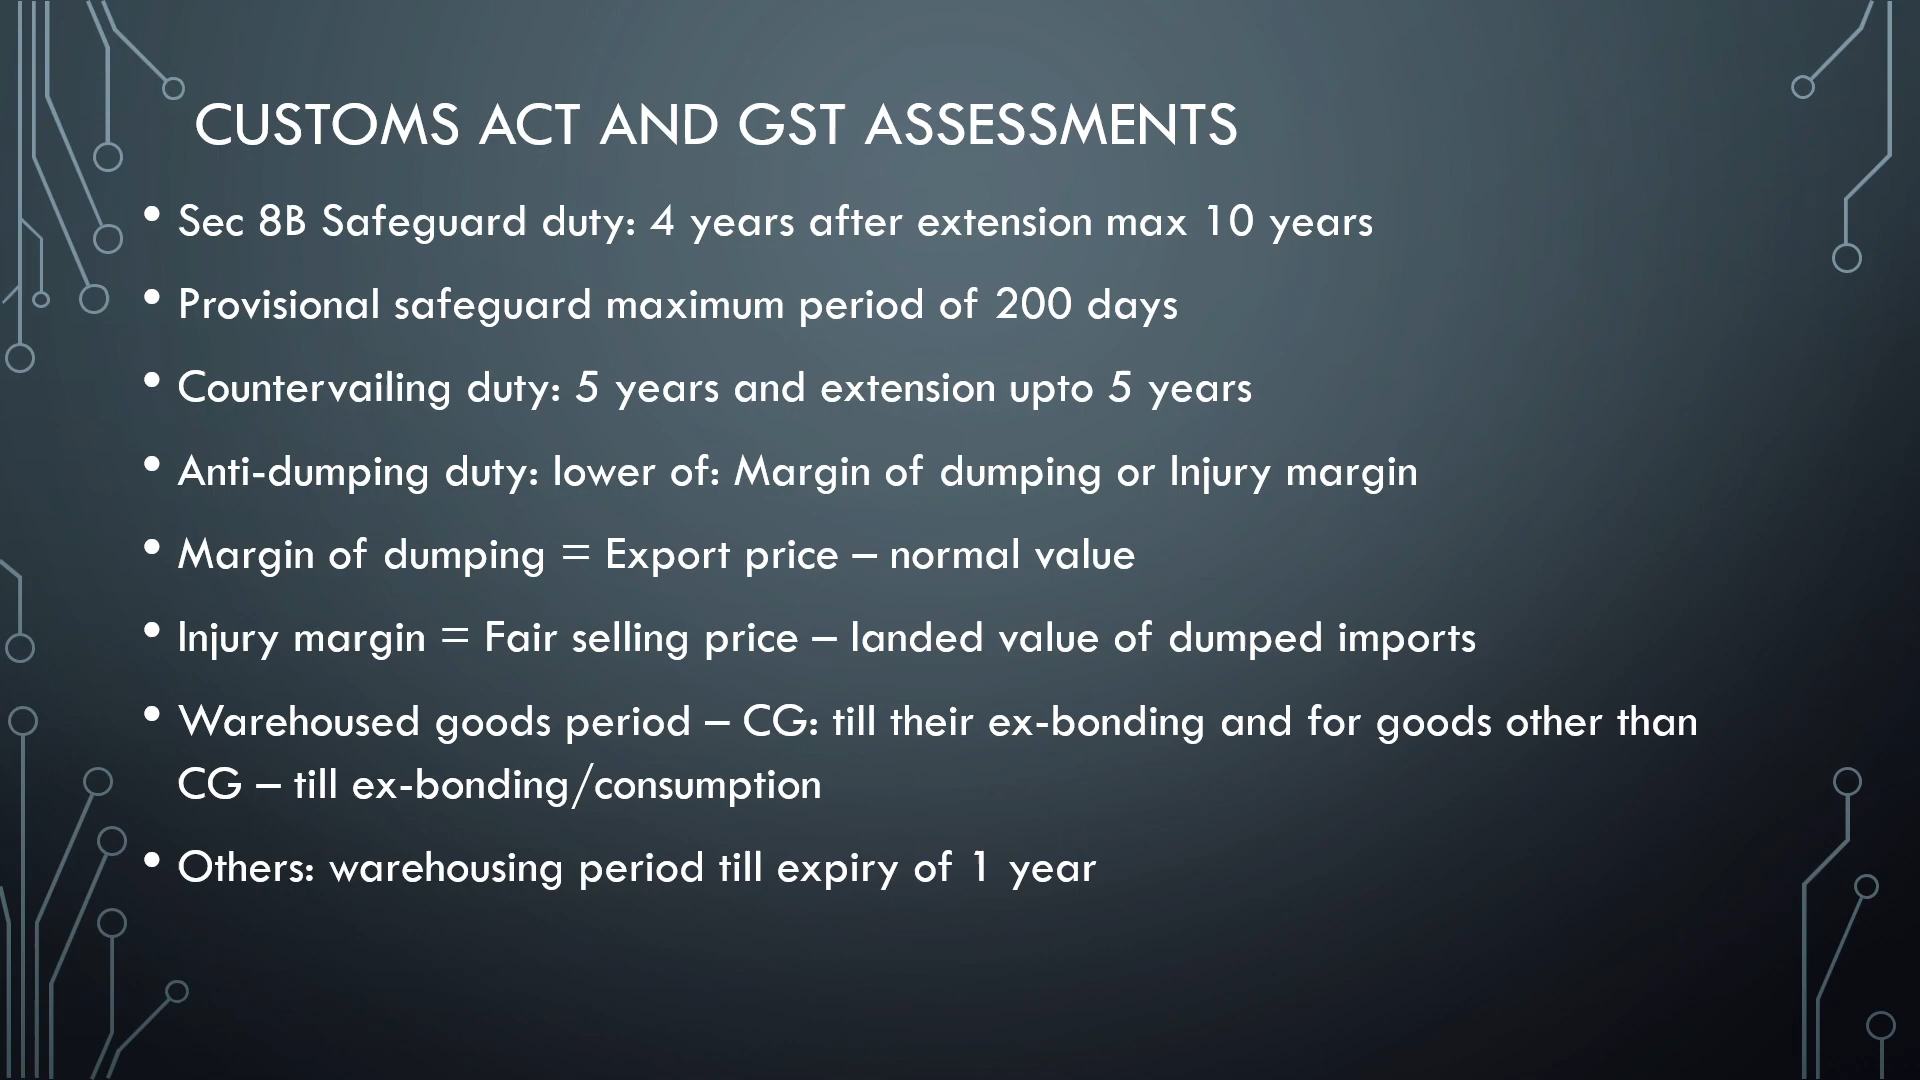 CUSTOMS ACT AND GST ASSESSMENTS
• Sec 8B Safeguard duty: 4 years after extension max 10 years
• Provisional safeguard maximum period of 200 days
• Countervailing duty: 5 years and extension upto 5 years
• Anti-dumping duty: lower of: Margin of dumping or Injury margin
• Margin of dumping = Export price – normal value
• Injury margin = Fair selling price – landed value of dumped imports
• Warehoused goods period – CG: till their ex-bonding and for goods other than
CG – till ex-bonding/consumption
• Others: warehousing period till expiry of 1 year